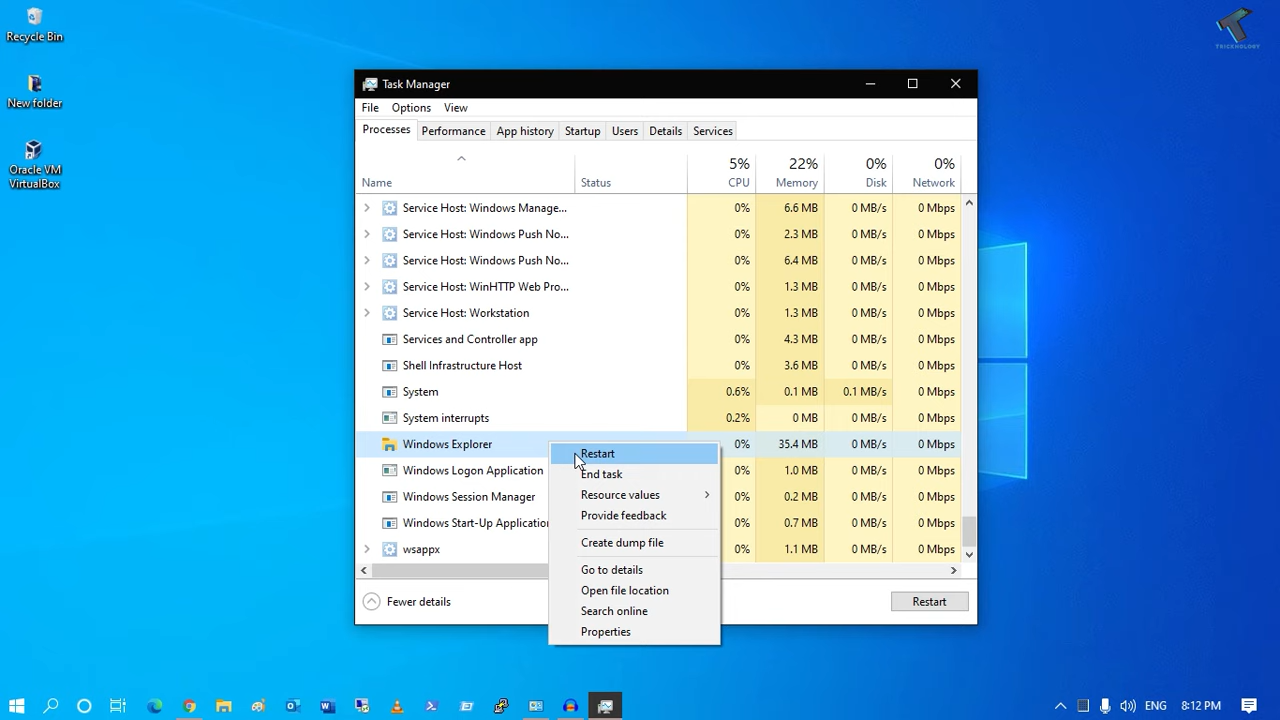 Recycle Bin
New folder
Oracle VM
VirtualBox
TRICKNOLOGY
Task Manager
File Options View
Processes Performance App history Startup Users Details Services
5% 22% 0% 0%
Name Status CPU Memory Disk Network
Service Host: Windows Manage... 0% 6.6 MB 0 MB/s 0 Mbps
Service Host: Windows Push No... 0% 2.3 MB 0 MB/s 0 Mbps
Service Host: Windows Push No... 0% 6.4 MB 0 MB/s 0 Mbps
Service Host: WinHTTP Web Pro... 0% 1.3 MB 0 MB/s 0 Mbps
Service Host: Workstation 0% 1.3 MB 0 MB/s 0 Mbps
Services and Controller app 0% 4.3 MB 0 MB/s 0 Mbps
Shell Infrastructure Host 0% 3.6 MB 0 MB/s 0 Mbps
System 0.6% 0.1 MB 0.1 MB/s 0 Mbps
System interrupts 0.2% 0 MB 0 MB/s 0 Mbps
Windows Explorer 0% 35.4 MB 0 MB/s 0 Mbps
Windows Logon Application 0% 1.0 MB 0 MB/s 0 Mbps
Windows Session Manager 0% 0.2 MB 0 MB/s 0 Mbps
Windows Start-Up Application 0% 0.7 MB 0 MB/s 0 Mbps
wsappx 0% 1.1 MB 0 MB/s 0 Mbps
Restart
End task
Resource values
Provide feedback
Create dump file
Go to details
Open file location
Search online
Properties
Fewer details Restart
ENG 8:12 PM